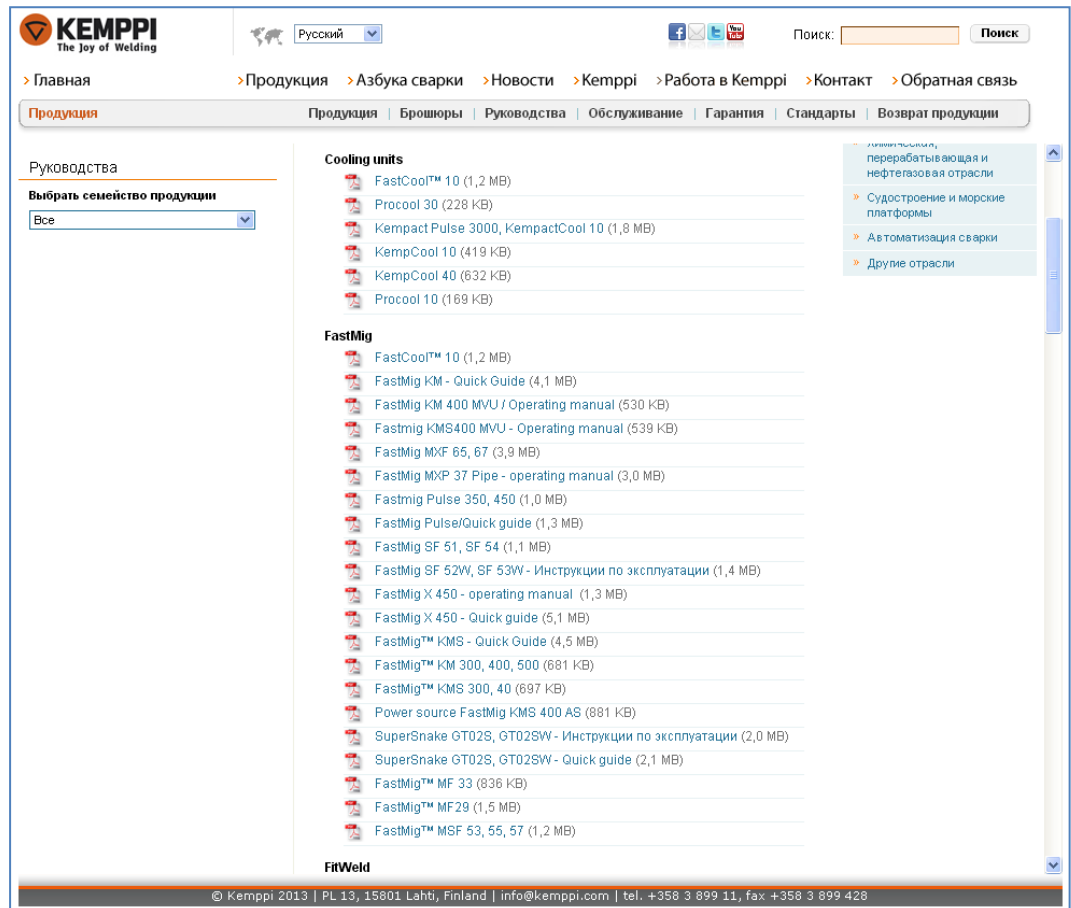 KEMPPI
The Joy of Welding
Русский
You
Tube
Поиск:
Поиск
Главная
Продукция
Азбука сварки
Новости
Kemppi
Работа в Kemppi
Контакт
Обратная связь
Продукция
Продукция | Брошюры | Руководства | Обслуживание | Гарантия | Стандарты | Возврат продукции
Руководства
Выбрать семейство продукции
Все
Cooling units
FastCool™ 10 (1,2 MB)
Procool 30 (228 KB)
Kempact Pulse 3000, KempactCool 10 (1,8 MB)
KempCool 10 (419 KB)
KempCool 40 (632 KB)
Procool 10 (169 KB)
FastMig
FastCool™ 10 (1,2 MB)
FastMig KM - Quick Guide (4,1 MB)
FastMig KM 400 MVU / Operating manual (530 KB)
Fastmig KMS400 MVU - Operating manual (539 KB)
FastMig MXF 65, 67 (3,9 MB)
FastMig MXP 37 Pipe - operating manual (3,0 MB)
Fastmig Pulse 350, 450 (1,0 MB)
FastMig Pulse/Quick guide (1,3 MB)
FastMig SF 51, SF 54 (1,1 MB)
FastMig SF 52W, SF 53W - Инструкции по эксплуатации (1,4 MB)
FastMig X 450 - operating manual (1,3 MB)
FastMig X 450 - Quick guide (5,1 MB)
FastMig™ KMS - Quick Guide (4,5 MB)
FastMig™ KM 300, 400, 500 (681 KB)
FastMig™ KMS 300, 40 (697 KB)
Power source FastMig KMS 400 AS (881 KB)
SuperSnake GT02S, GT02SW - Инструкции по эксплуатации (2,0 MB)
SuperSnake GT02S, GT02SW - Quick guide (2,1 MB)
FastMig™ MF 33 (836 KB)
FastMig™ MF29 (1,5 MB)
FastMig™ MSF 53, 55, 57 (1,2 MB)
FitWeld
перерабатывающая и
нефтегазовая отрасли
Судостроение и морские
платформы
Автоматизация сварки
Другие отрасли
© Kemppi 2013 | PL 13, 15801 Lahti, Finland | info@kemppi.com | tel. +358 3 899 11, fax +358 3 899 428